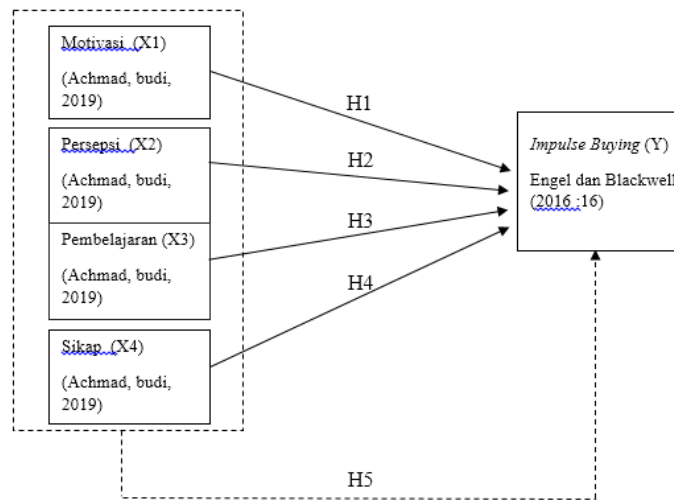 Motivasi (X1)
(Achmad, budi,
2019)
H1
Persepsi (X2)
(Achmad, budi,
2019)
H2
Pembelajaran (X3)
(Achmad, budi,
2019)
H3
Sikap (X4)
(Achmad, budi,
2019)
H4
Impulse Buying (Y)
Engel dan Blackwell
(2016 :16)
H5